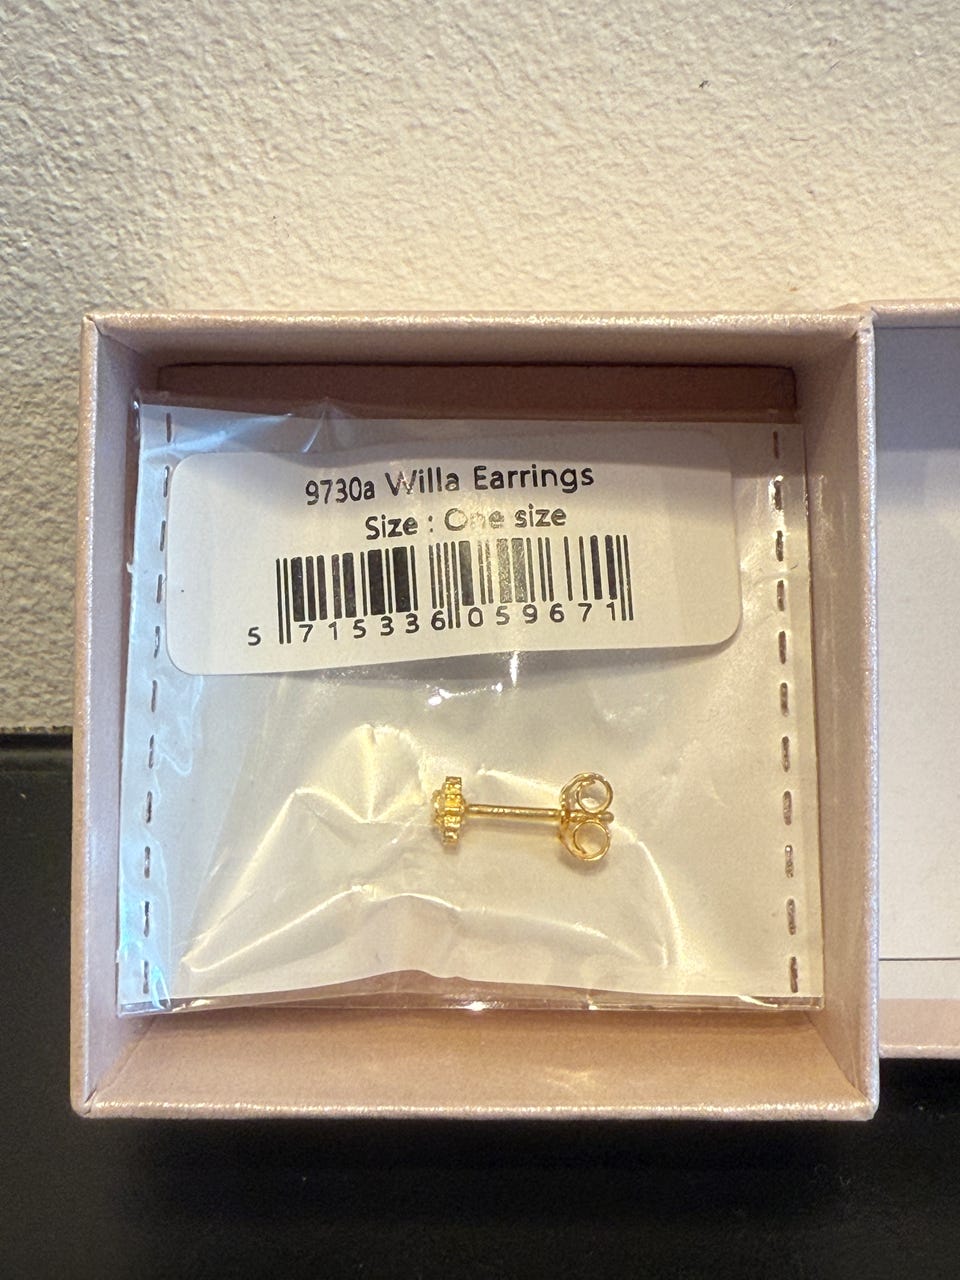 9730a Willa Earrings
Size : One size
5 715336 059671